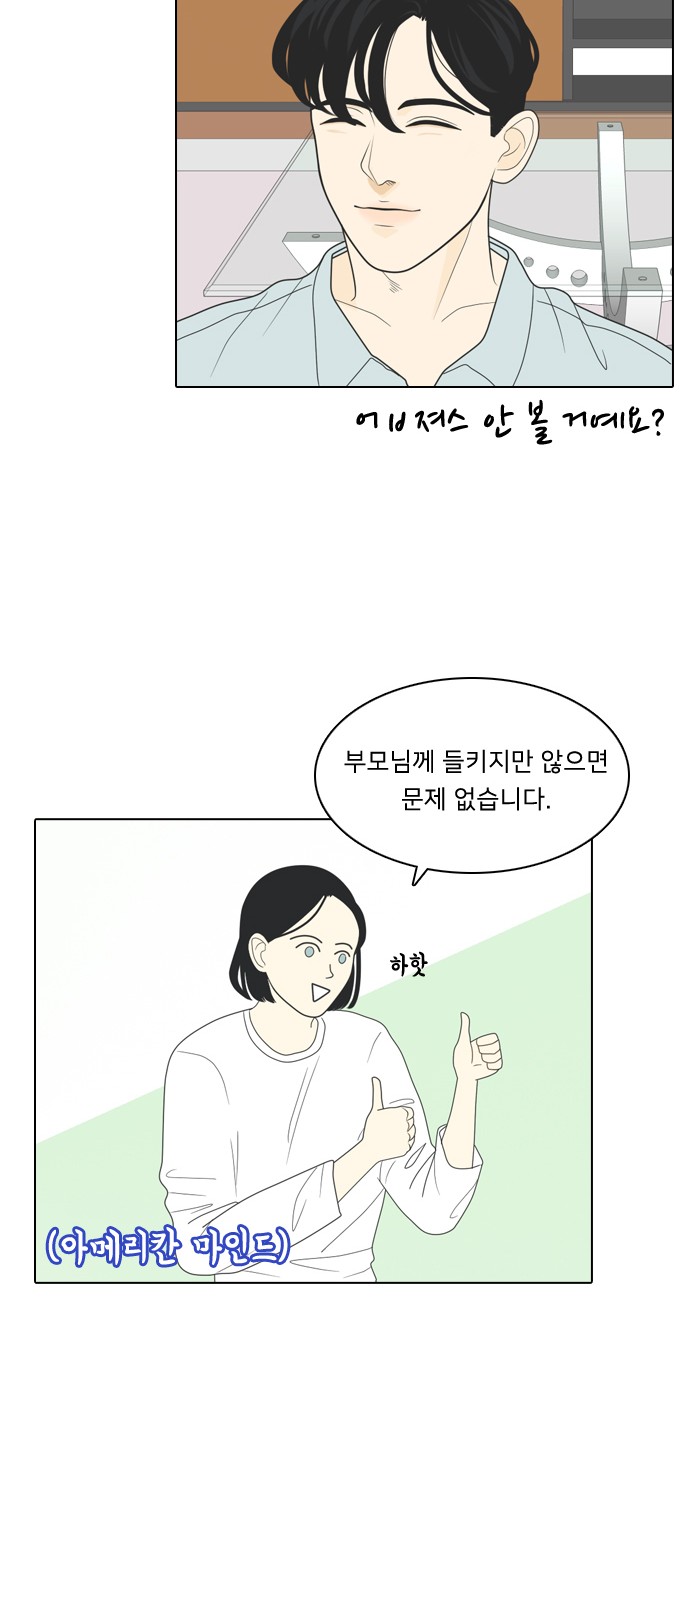 어ㅂ져스 안 볼 거예요?
부모님께 들키지만 않으면
문제 없습니다.
하핫
(아메리칸 마인드)